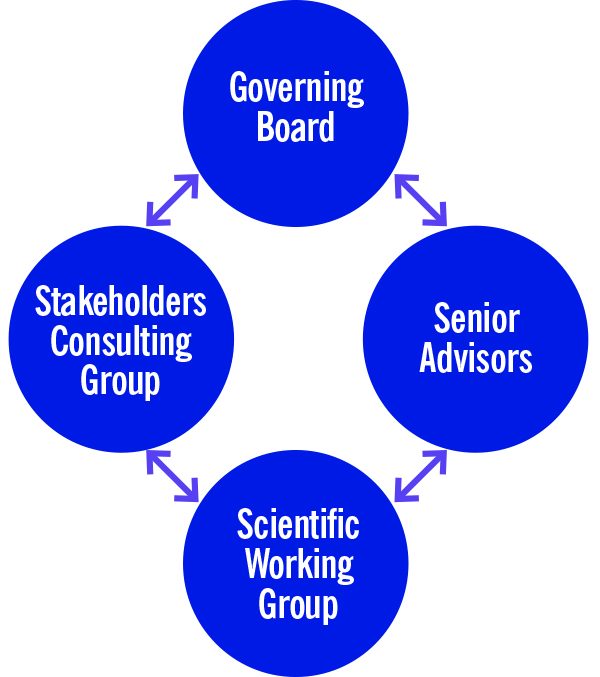 Governing
Board
Stakeholders
Consulting
Group
Senior
Advisors
Scientific
Working
Group